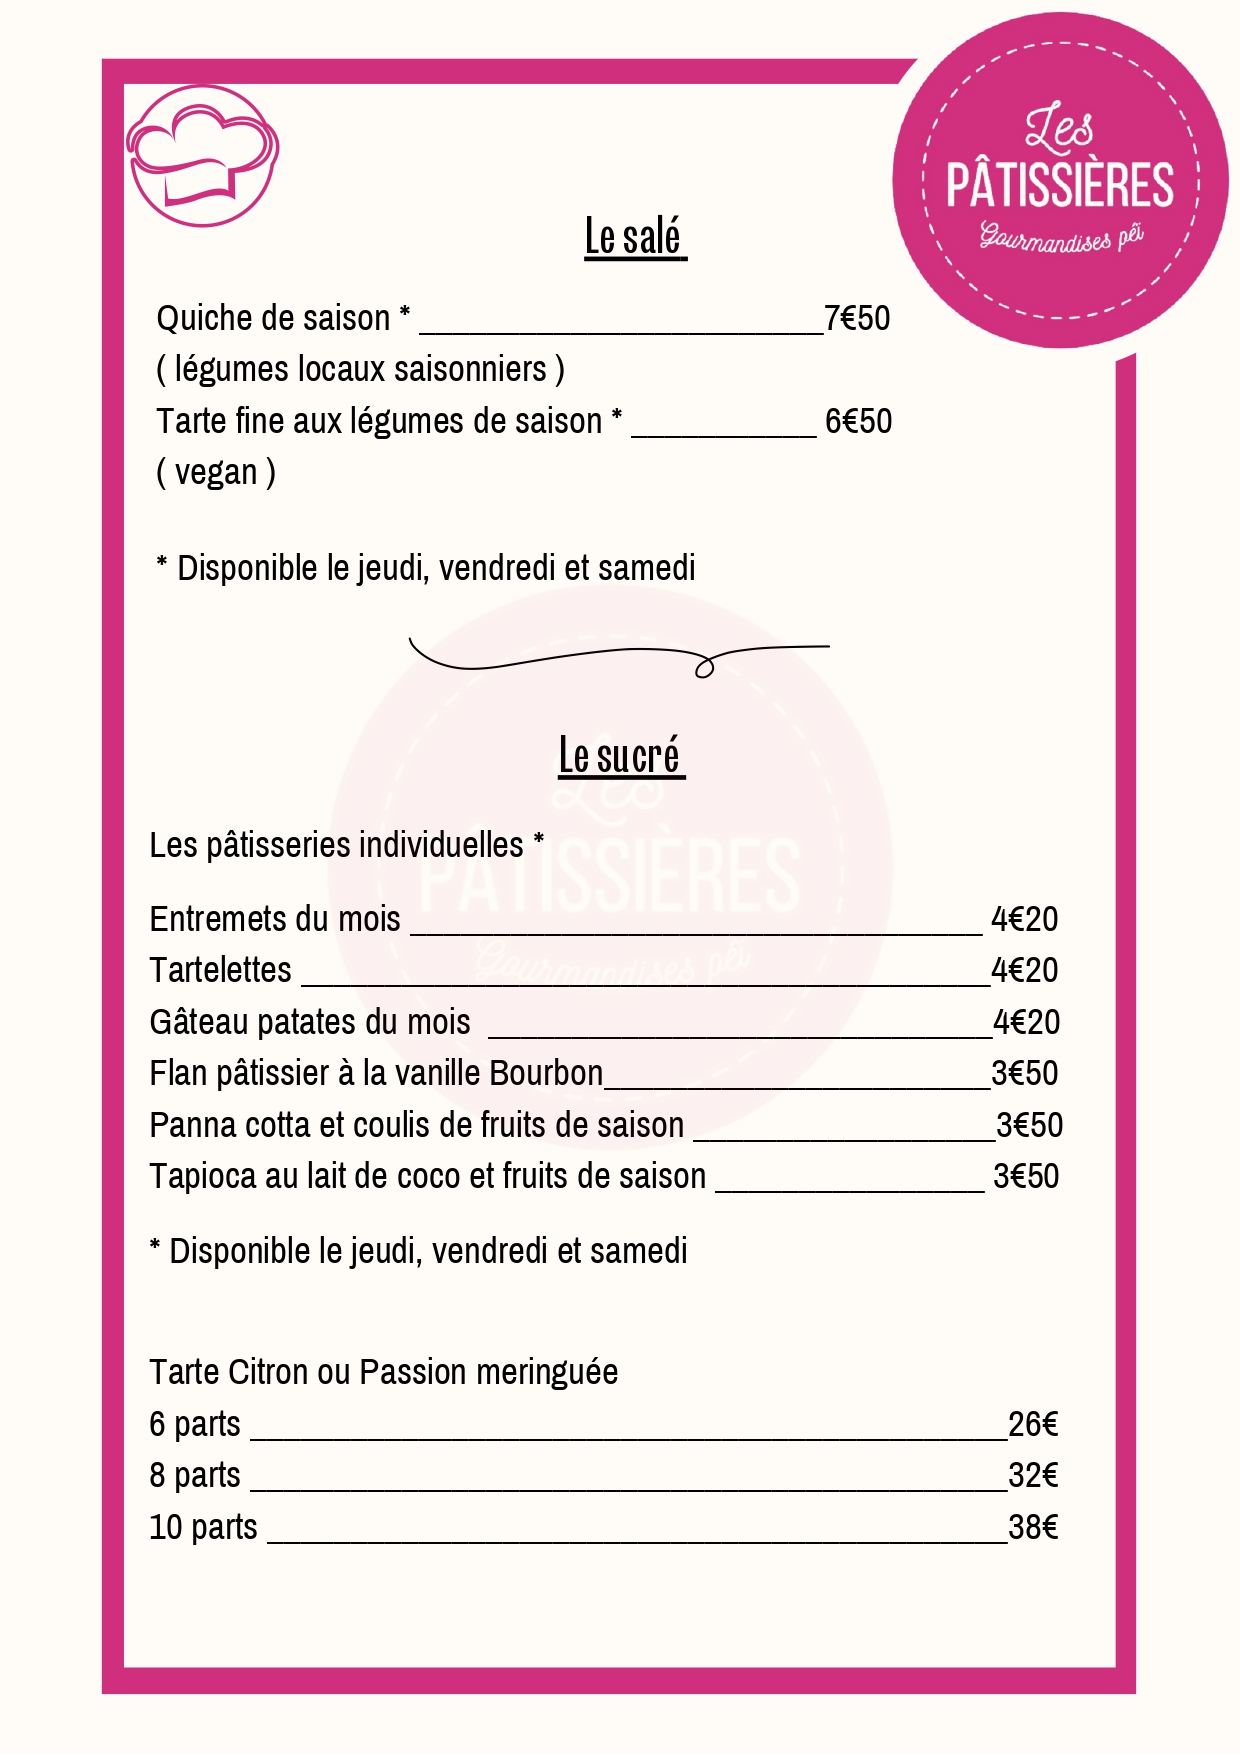 Les
PÂTISSIÈRES
Gourmandises péi
Le salé
Quiche de saison * ________________________7€50
( légumes locaux saisonniers )
Tarte fine aux légumes de saison * ___________ 6€50
( vegan )
* Disponible le jeudi, vendredi et samedi
Le sucré
Les
PÂTISSIÈRES
Gourmandises péi
Les pâtisseries individuelles *
Entremets du mois __________________________________ 4€20
Tartelettes _________________________________________4€20
Gâteau patates du mois ______________________________4€20
Flan pâtissier à la vanille Bourbon_______________________3€50
Panna cotta et coulis de fruits de saison __________________3€50
Tapioca au lait de coco et fruits de saison ________________ 3€50
* Disponible le jeudi, vendredi et samedi
Tarte Citron ou Passion meringuée
6 parts _____________________________________________26€
8 parts _____________________________________________32€
10 parts ____________________________________________38€